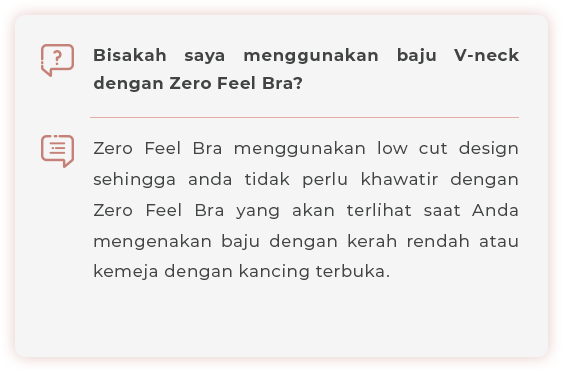 Bisakah saya menggunakan baju V-neck
dengan Zero Feel Bra?
Zero Feel Bra menggunakan low cut design
sehingga anda tidak perlu khawatir dengan
Zero Feel Bra yang akan terlihat saat Anda
mengenakan baju dengan kerah rendah atau
kemeja dengan kancing terbuka.